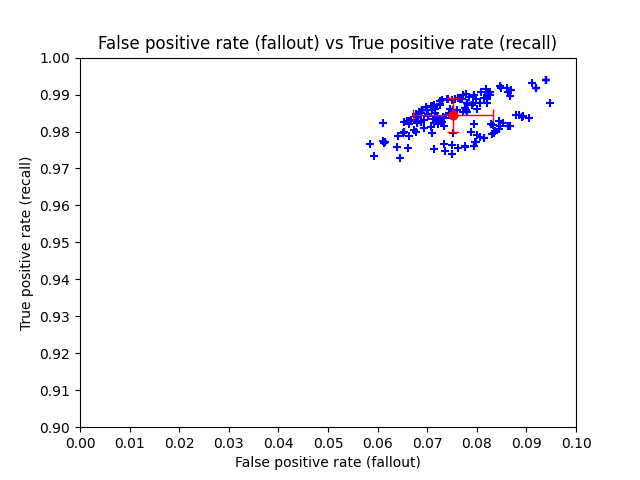 False positive rate (fallout) vs True positive rate (recall)
1.00
0.99
0.98
0.97
0.96
0.95
0.94
0.93
0.92
0.91
0.90
True positive rate (recall)
0.00 0.01 0.02 0.03 0.04 0.05 0.06 0.07 0.08 0.09 0.10
False positive rate (fallout)